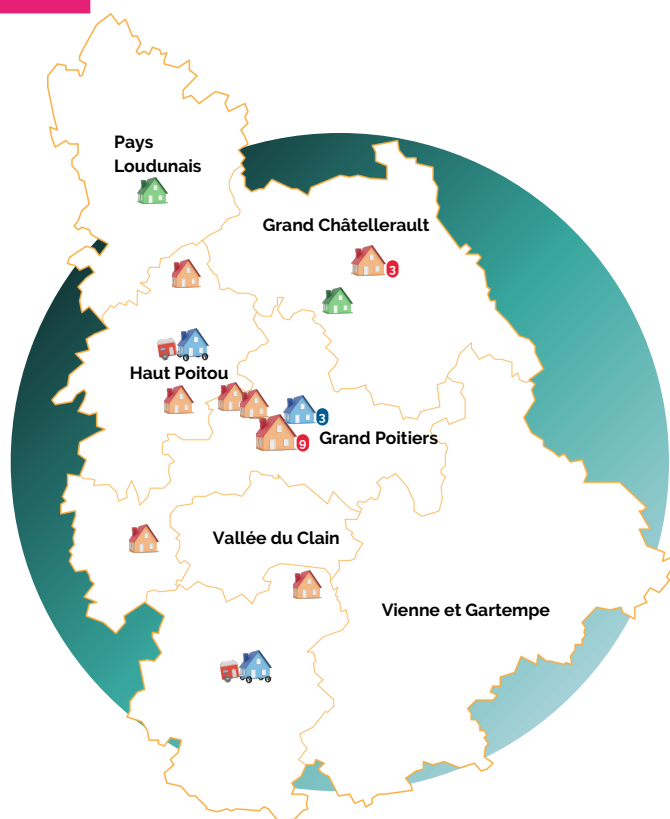 Pays
Loudunais
Grand Châtellerault
3
Haut Poitou
3
9
Grand Poitiers
Vallée du Clain
Vienne et Gartempe